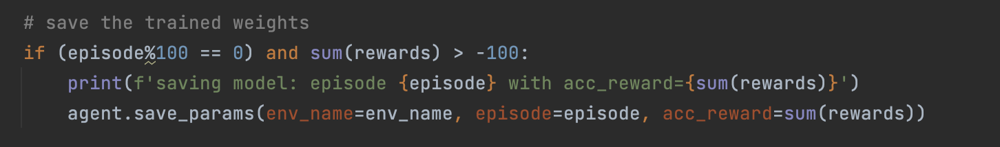 # save the trained weights
if (episode%100 == 0) and sum(rewards) > -100:
    print(f'saving model: episode {episode} with acc_reward={sum(rewards)}')
    agent.save_params(env_name=env_name, episode=episode, acc_reward=sum(rewards))